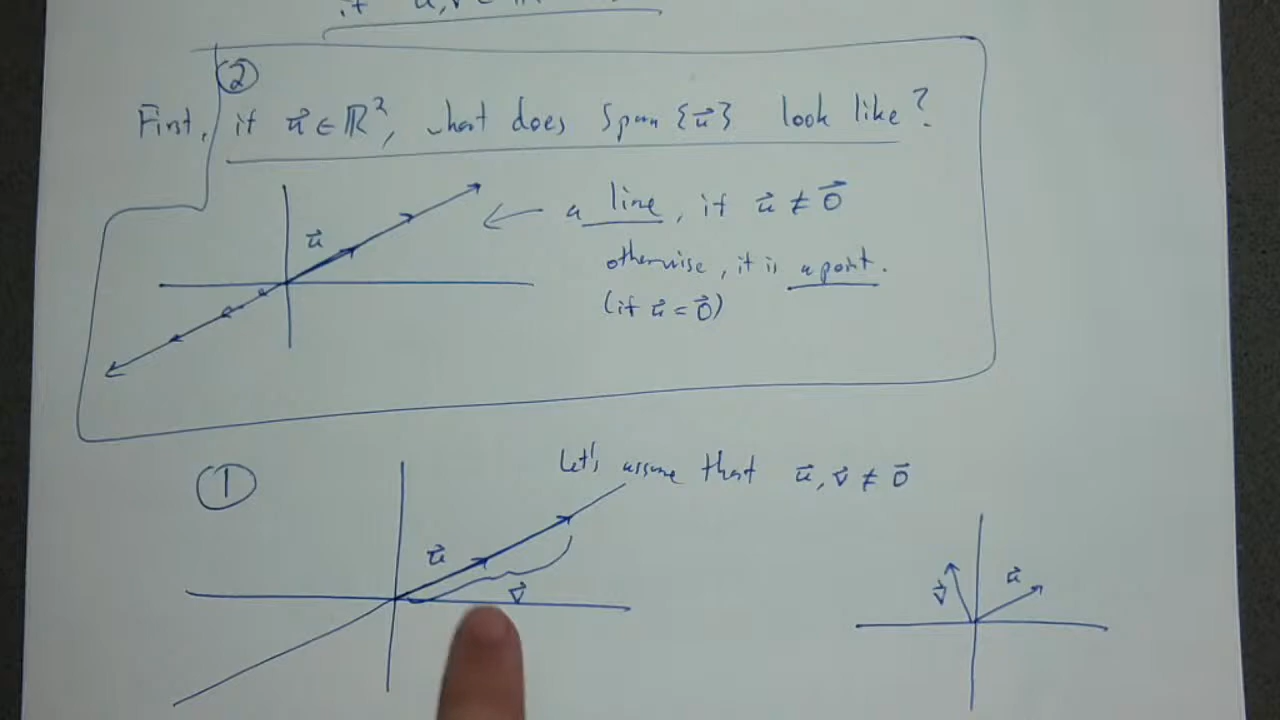 if u,v ∈ ℝ
②
First, if u⃗ ∈ ℝ², what does Span {u⃗} look like?
u⃗
a line, if u⃗ ≠ 0⃗
otherwise, it is a point.
(if u⃗ = 0⃗)
①
Let's assume that u⃗, v⃗ ≠ 0⃗
u⃗
v⃗
v⃗
u⃗